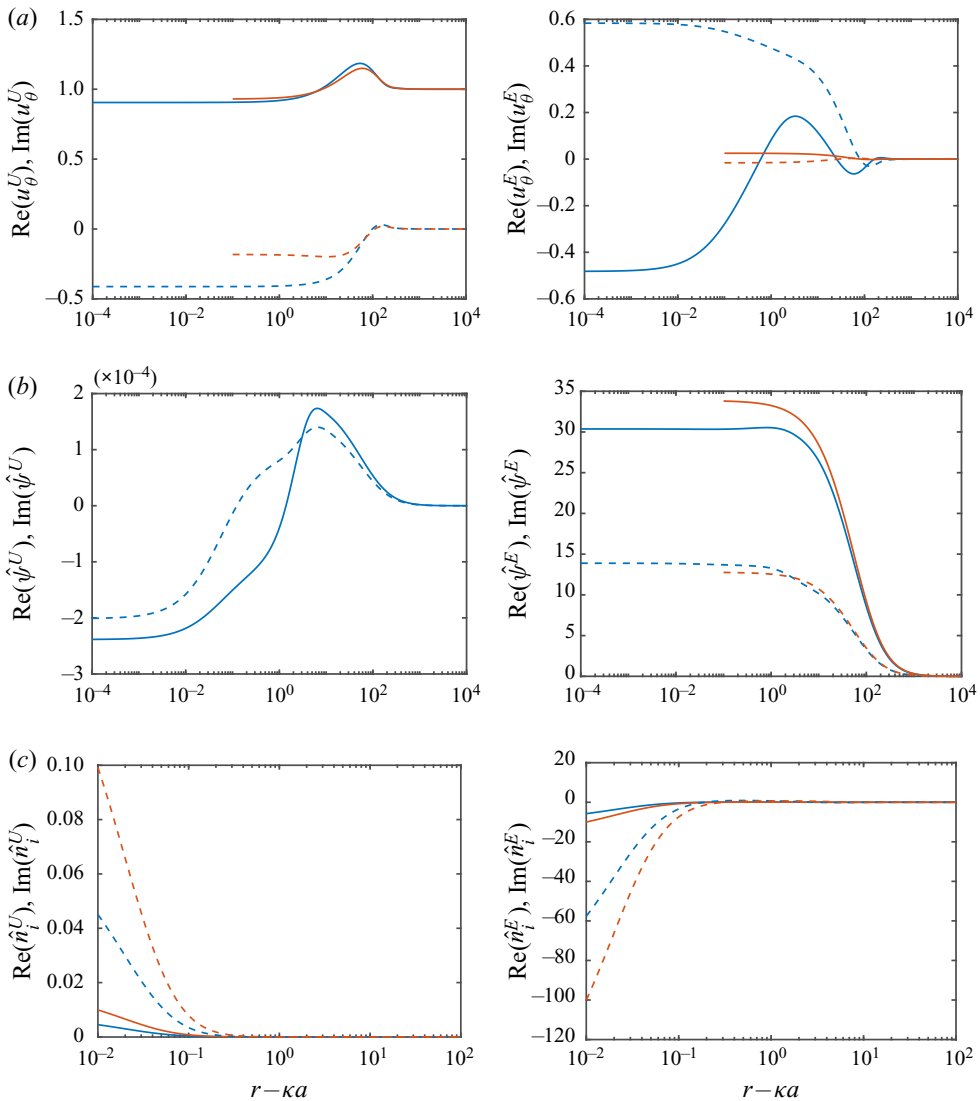 (a)
1.5
1.0
0.5
0
−0.5
Re(u_θ^U), Im(u_θ^U)
10^−4 10^−2 10^0 10^2 10^4
0.6
0.4
0.2
0
−0.2
−0.4
0.6
Re(u_θ^E), Im(u_θ^E)
10^−4 10^−2 10^0 10^2 10^4
(b)
(×10^−4)
2
1
0
−1
−2
−3
Re(ψ̂^U), Im(ψ̂^U)
10^−4 10^−2 10^0 10^2 10^4
35
30
25
20
15
10
5
0
Re(ψ̂^E), Im(ψ̂^E)
10^−4 10^−2 10^0 10^2 10^4
(c)
0.10
0.08
0.06
0.04
0.02
0
Re(n̂_i^U), Im(n̂_i^U)
10^−2 10^−1 10^0 10^1 10^2
r−κa
20
0
−20
−40
−60
−80
−100
−120
Re(n̂_i^E), Im(n̂_i^E)
10^−2 10^−1 10^0 10^1 10^2
r−κa